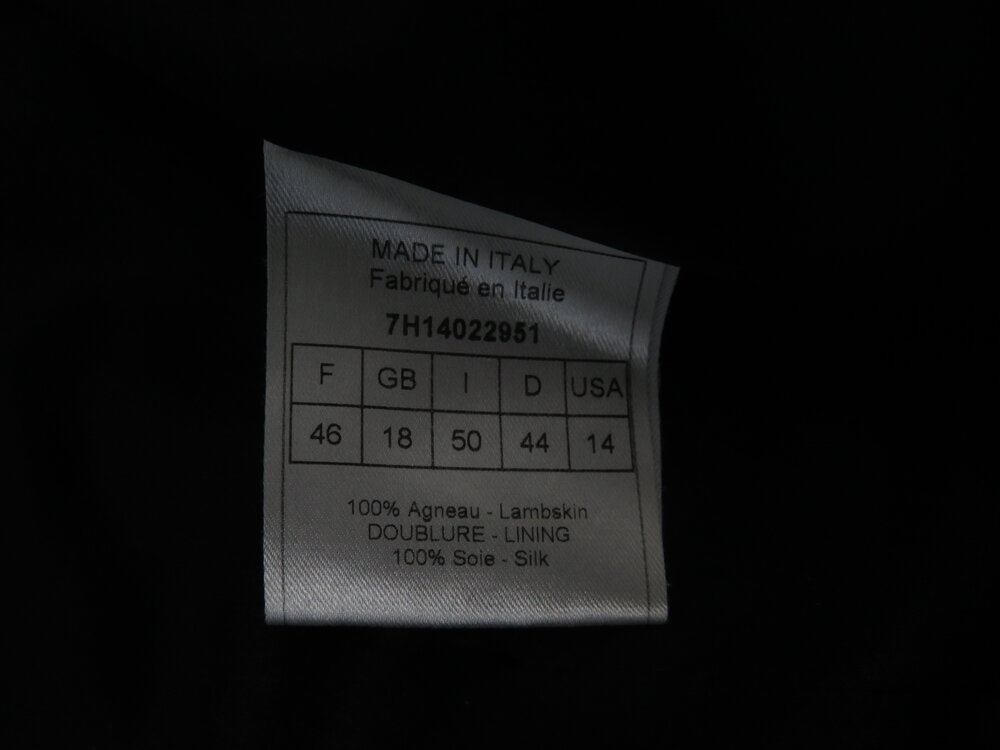 MADE IN ITALY
Fabriqué en Italie
7H14022951
F GB I D USA
46 18 50 44 14
100% Agneau - Lambskin
DOUBLURE - LINING
100% Soie - Silk